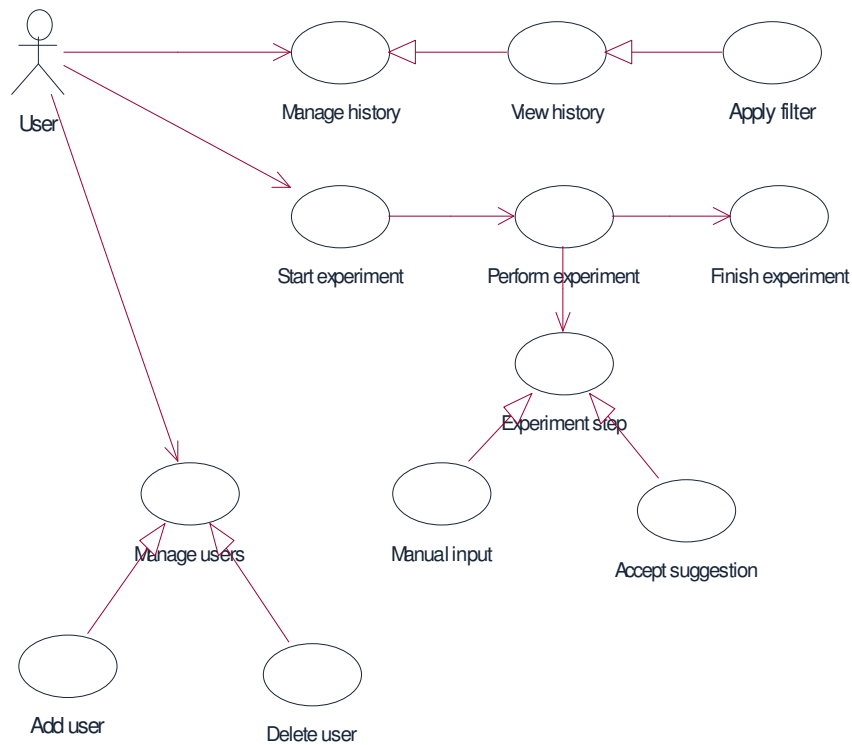 User
Manage history
View history
Apply filter
Start experiment
Perform experiment
Finish experiment
Experiment step
Manage users
Manual input
Accept suggestion
Add user
Delete user